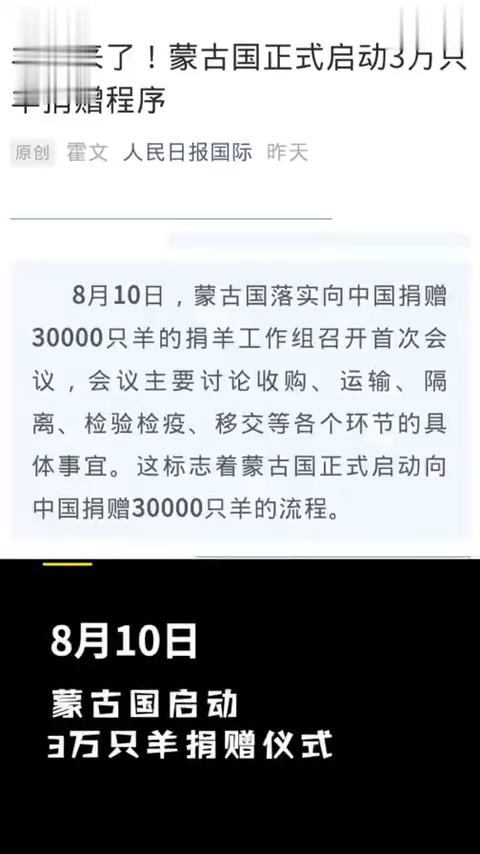 来了！蒙古国正式启动3万只
羊捐赠程序
原创 霍文 人民日报国际 昨天
8月10日，蒙古国落实向中国捐赠
30000只羊的捐羊工作组召开首次会
议，会议主要讨论收购、运输、隔
离、检验检疫、移交等各个环节的具
体事宜。这标志着蒙古国正式启动向
中国捐赠30000只羊的流程。
8月10日
蒙古国启动
3万只羊捐赠仪式